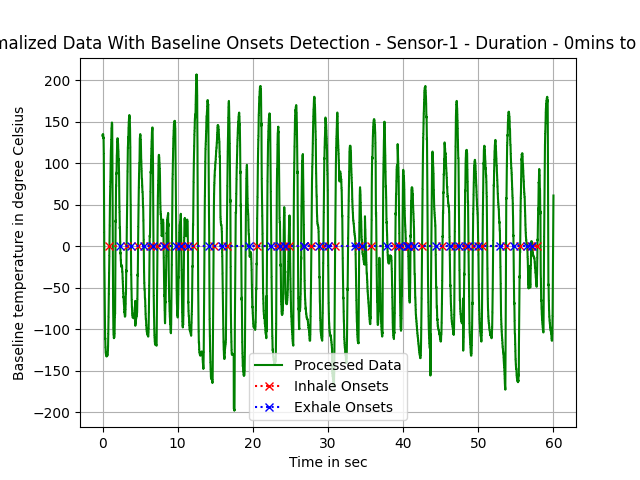 malized Data With Baseline Onsets Detection - Sensor-1 - Duration - 0mins to
Baseline temperature in degree Celsius
200
150
100
50
0
−50
−100
−150
−200
Processed Data
Inhale Onsets
Exhale Onsets
0 10 20 30 40 50 60
Time in sec